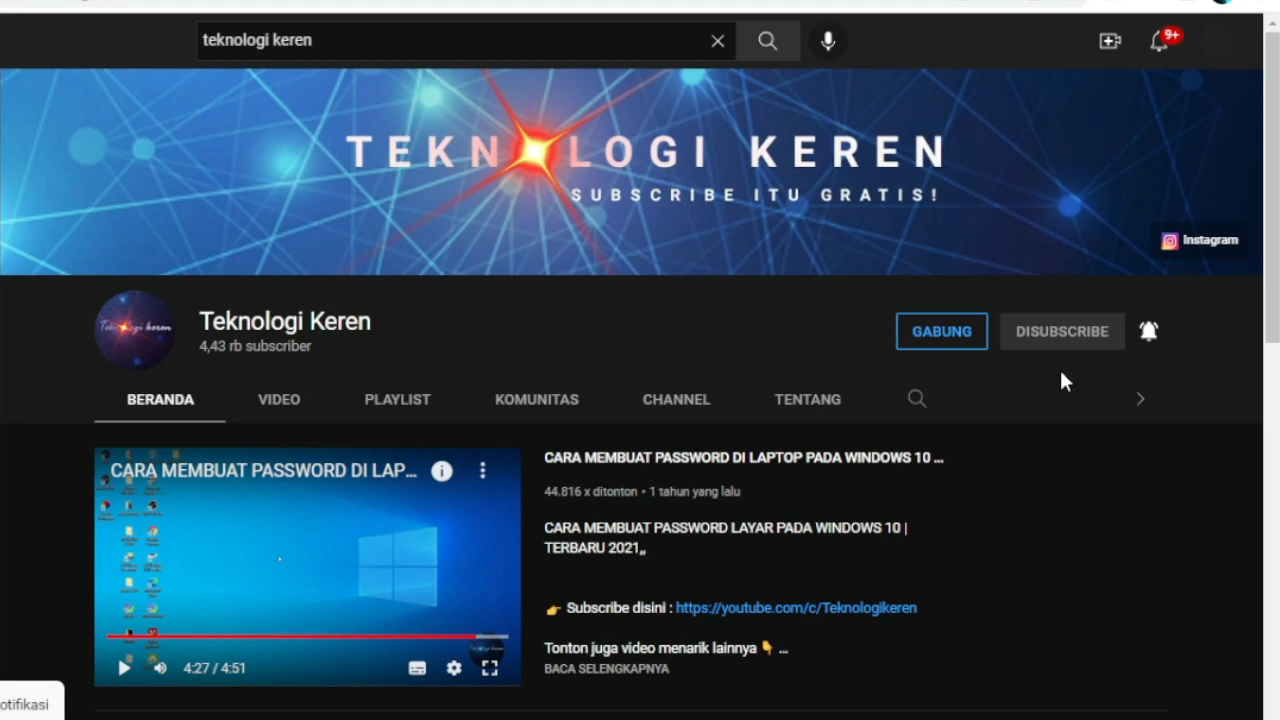 teknologi keren
9+
TEKNOLOGI KEREN
SUBSCRIBE ITU GRATIS!
Instagram
Teknologi Keren
4,43 rb subscriber
GABUNG
DISUBSCRIBE
BERANDA
VIDEO
PLAYLIST
KOMUNITAS
CHANNEL
TENTANG
CARA MEMBUAT PASSWORD DI LAP...
4:27 / 4:51
CARA MEMBUAT PASSWORD DI LAPTOP PADA WINDOWS 10 ...
44.816 x ditonton • 1 tahun yang lalu
CARA MEMBUAT PASSWORD LAYAR PADA WINDOWS 10 |
TERBARU 2021,,
👉 Subscribe disini : https://youtube.com/c/Teknologikeren
Tonton juga video menarik lainnya 👇 ...
BACA SELENGKAPNYA
otifikasi